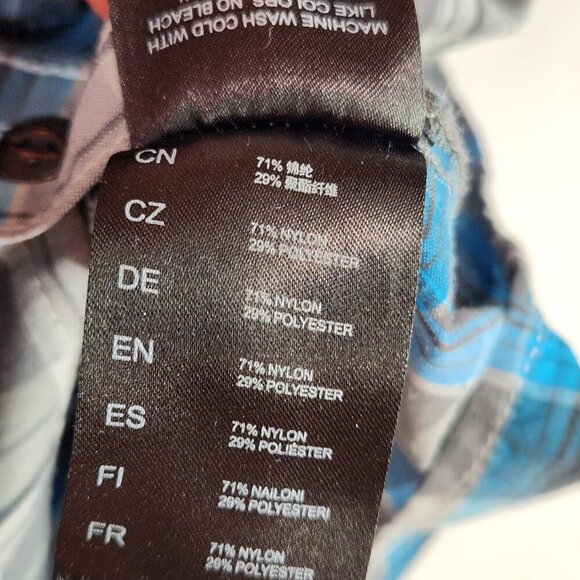 MACHINE WASH COLD WITH
LIKE COLORS. NO BLEACH.
CN
71% 锦纶
29% 聚酯纤维
CZ
71% NYLON
29% POLYESTER
DE
71% NYLON
29% POLYESTER
EN
71% NYLON
29% POLYESTER
ES
71% NYLON
29% POLIÉSTER
FI
71% NAILONI
29% POLYESTERI
FR
71% NYLON
29% POLYESTER